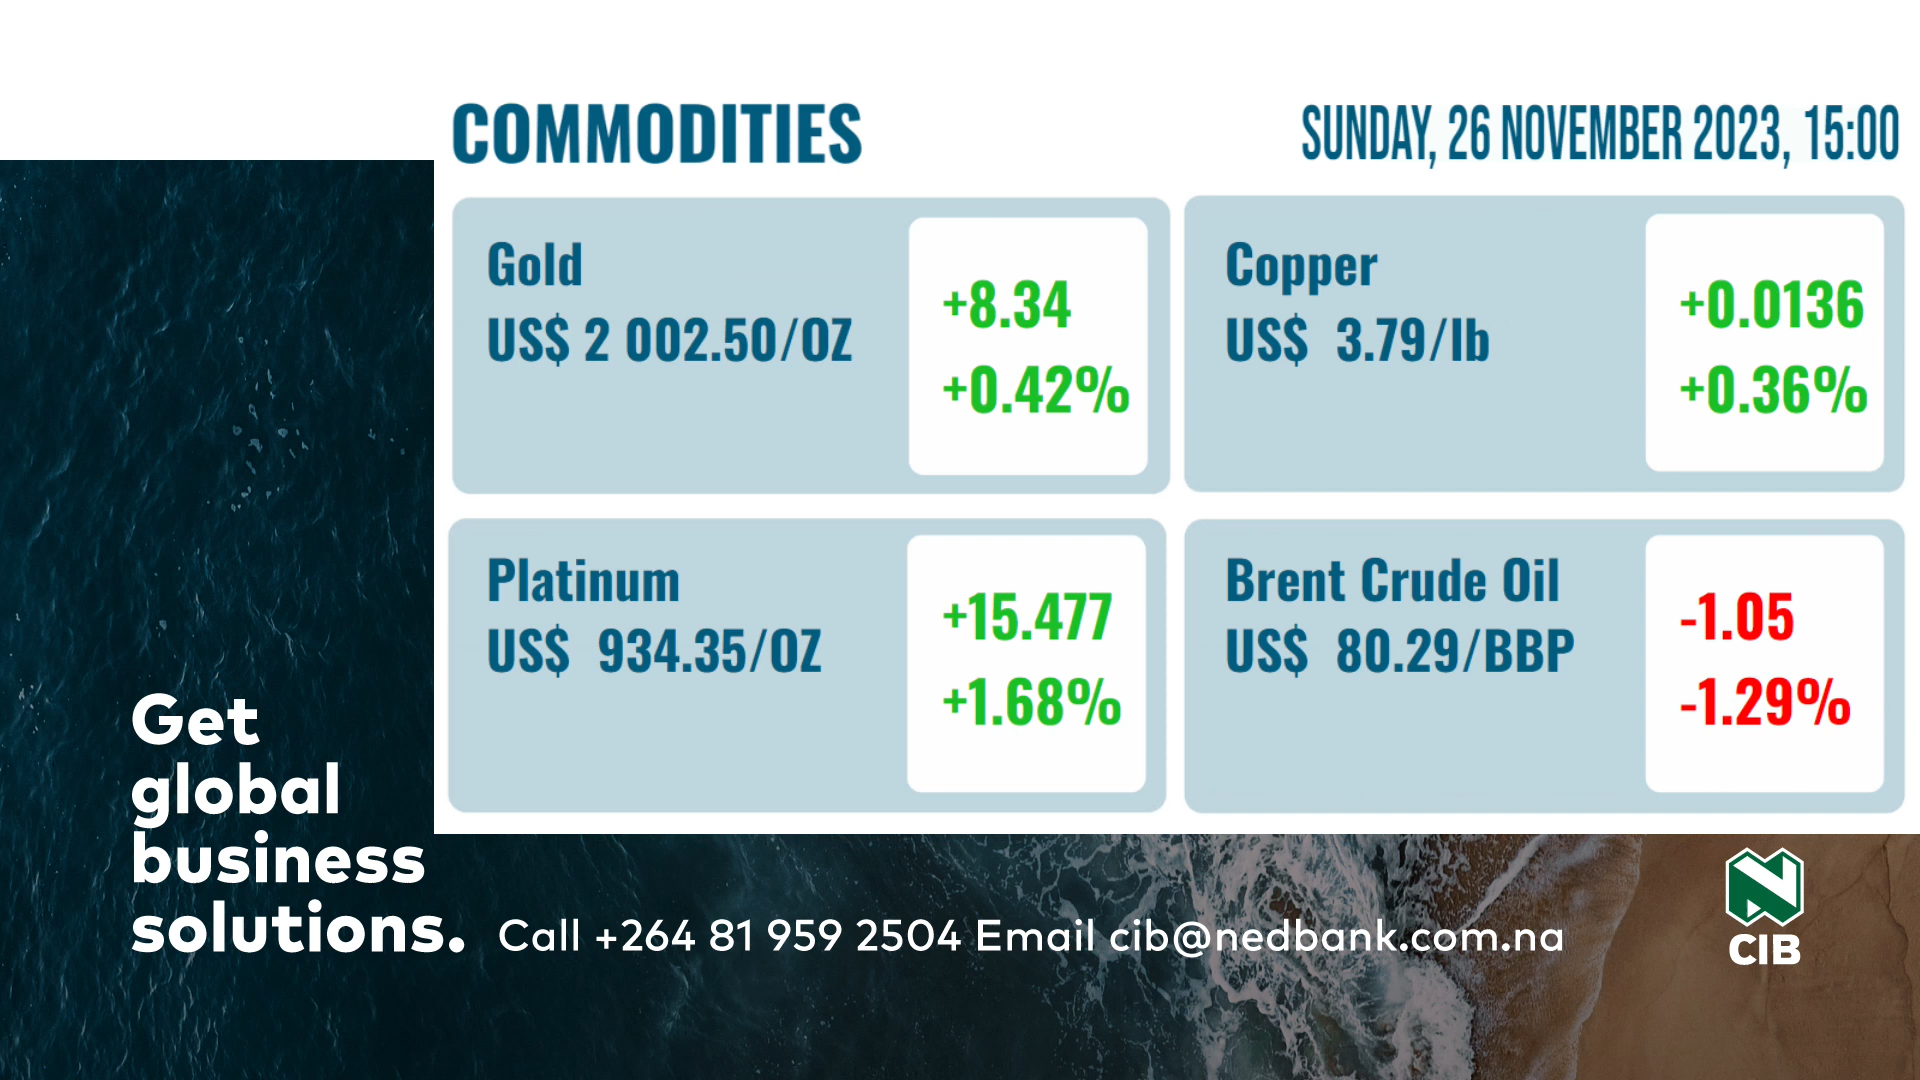 COMMODITIES
SUNDAY, 26 NOVEMBER 2023, 15:00
Gold
US$ 2 002.50/OZ
+8.34
+0.42%
Copper
US$ 3.79/lb
+0.0136
+0.36%
Platinum
US$ 934.35/OZ
+15.477
+1.68%
Brent Crude Oil
US$ 80.29/BBP
-1.05
-1.29%
Get
global
business
solutions.
Call +264 81 959 2504 Email cib@nedbank.com.na
CIB